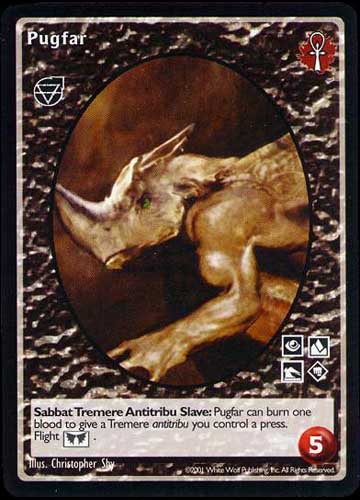 Pugfar
Sabbat Tremere Antitribu Slave: Pugfar can burn one
blood to give a Tremere antitribu you control a press.
Flight .
5
Illus. Christopher Shy
©2001 White Wolf Publishing, Inc. All Rights Reserved.